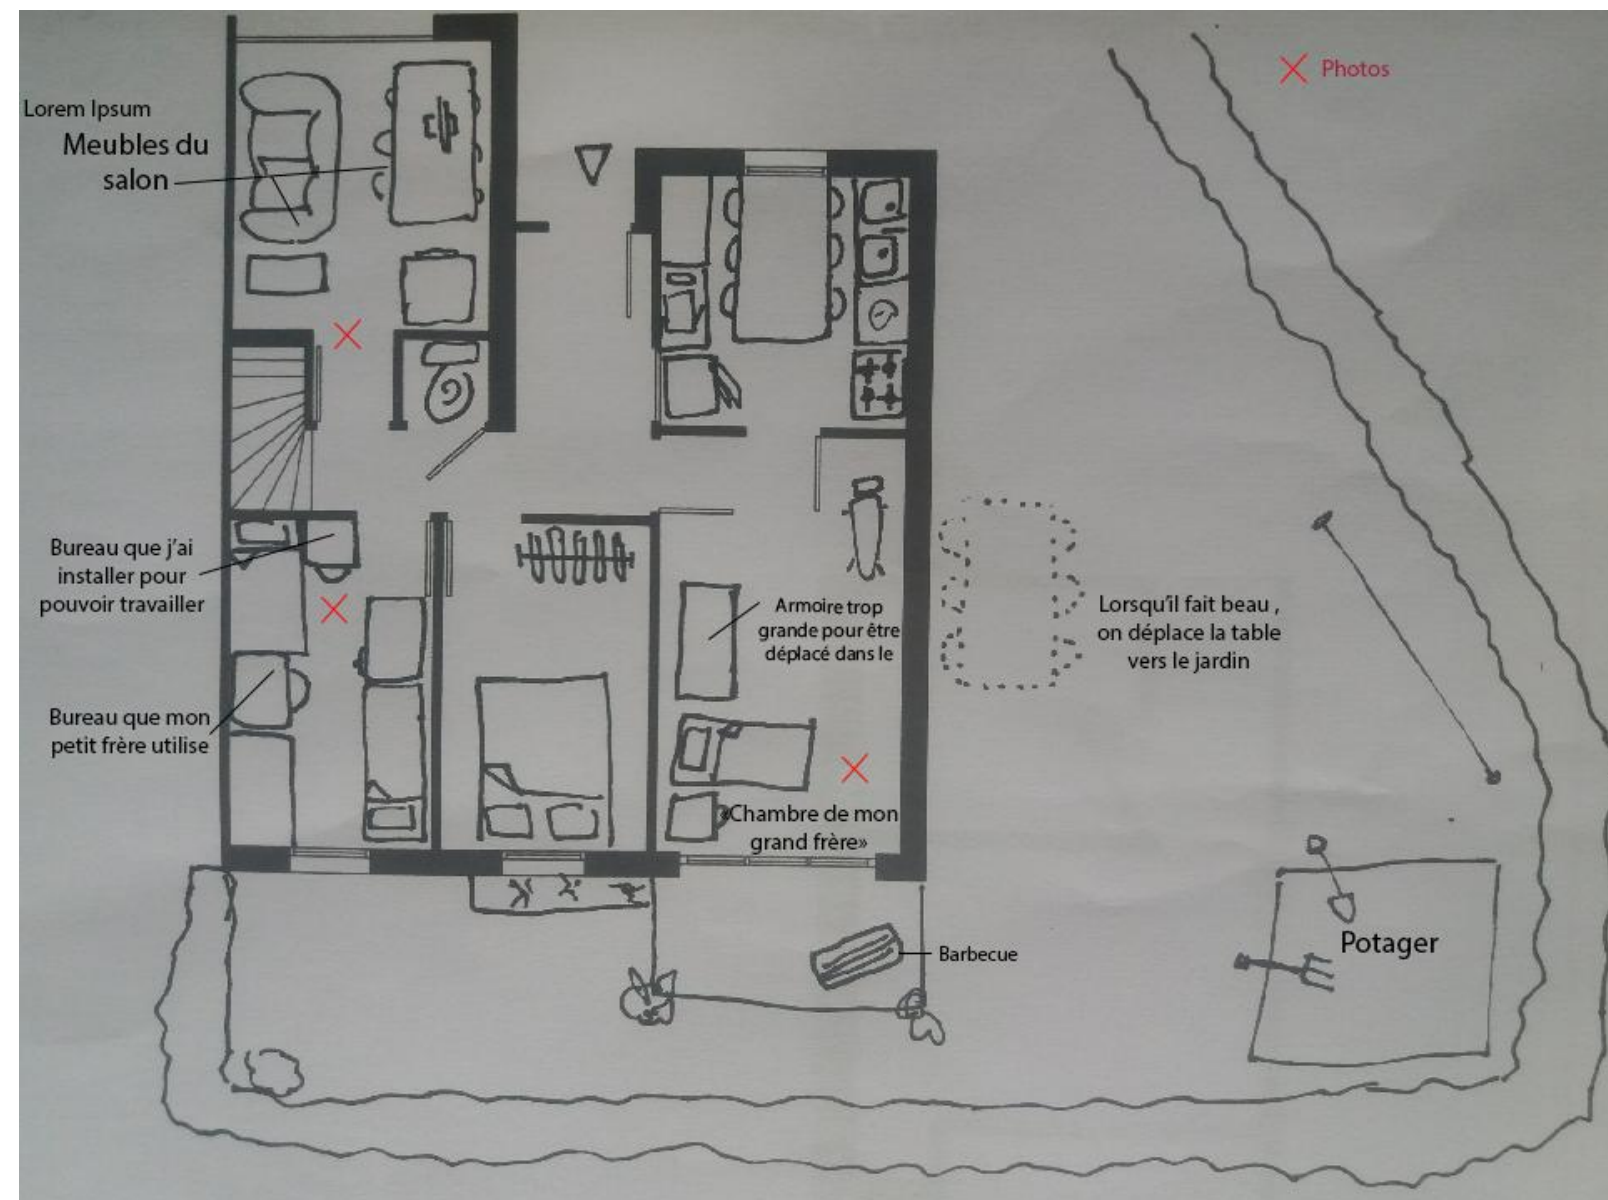 Photos
Lorem Ipsum
Meubles du
salon
Bureau que j'ai
installer pour
pouvoir travailler
Armoire trop
grande pour être
déplacé dans le
Lorsqu'il fait beau ,
on déplace la table
vers le jardin
Bureau que mon
petit frère utilise
«Chambre de mon
grand frère»
Barbecue
Potager